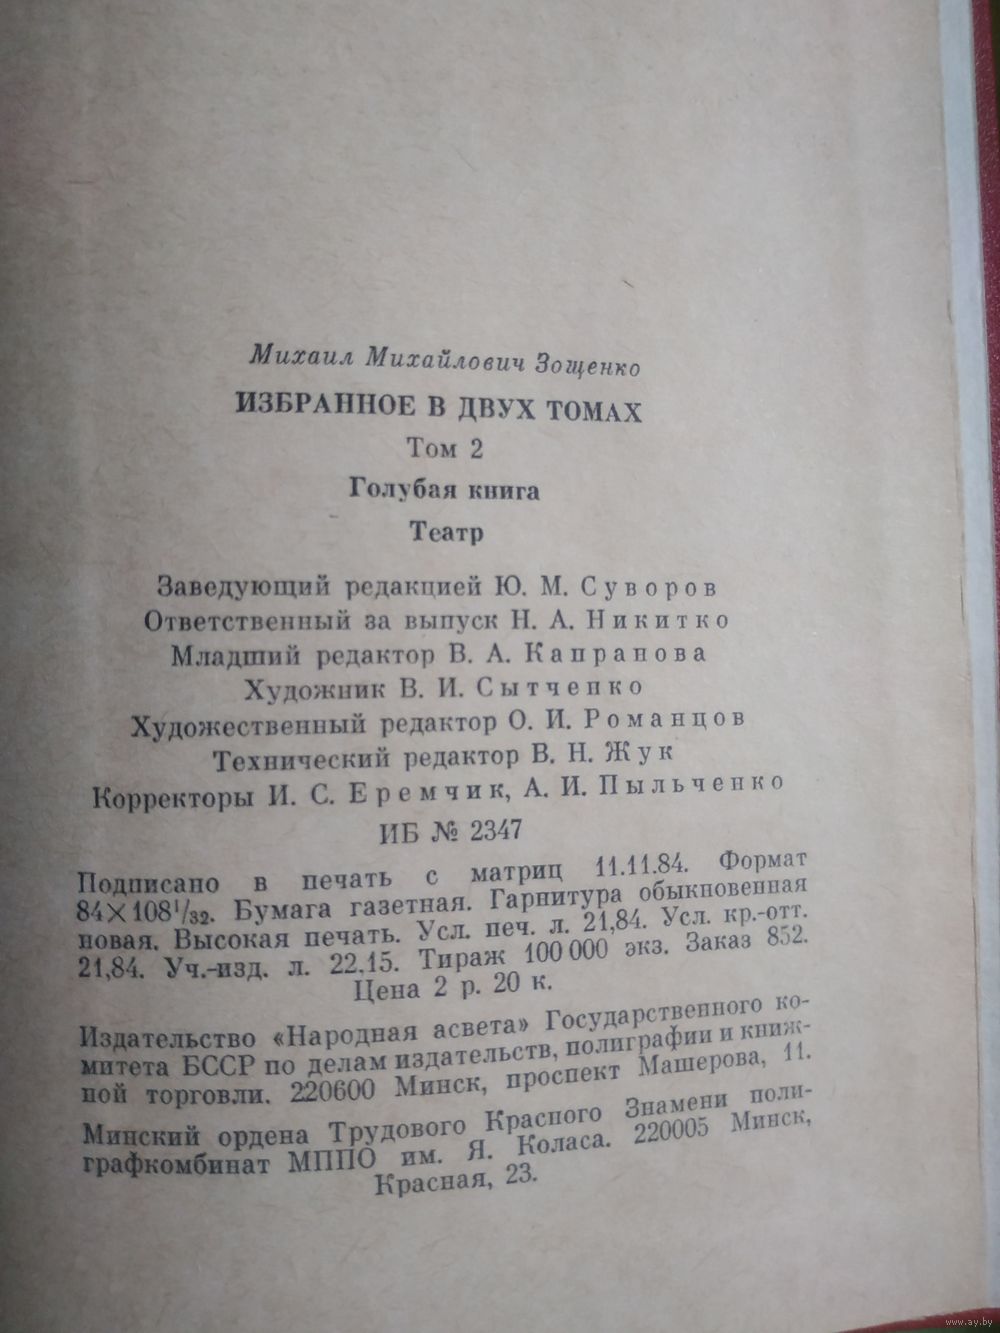 Михаил Михайлович Зощенко
ИЗБРАННОЕ В ДВУХ ТОМАХ
Том 2
Голубая книга
Театр
Заведующий редакцией Ю. М. Суворов
Ответственный за выпуск Н. А. Никитко
Младший редактор В. А. Капранова
Художник В. И. Сытченко
Художественный редактор О. И. Романцов
Технический редактор В. Н. Жук
Корректоры И. С. Еремчик, А. И. Пыльченко
ИБ № 2347
Подписано в печать с матриц 11.11.84. Формат
84×108¹/₃₂. Бумага газетная. Гарнитура обыкновенная
новая. Высокая печать. Усл. печ. л. 21,84. Усл. кр.-отт.
21,84. Уч.-изд. л. 22,15. Тираж 100 000 экз. Заказ 852.
Цена 2 р. 20 к.
Издательство «Народная асвета» Государственного ко-
митета БССР по делам издательств, полиграфии и книж-
ной торговли. 220600 Минск, проспект Машерова, 11.
Минский ордена Трудового Красного Знамени поли-
графкомбинат МППО им. Я. Коласа. 220005 Минск,
Красная, 23.
www.ay.by